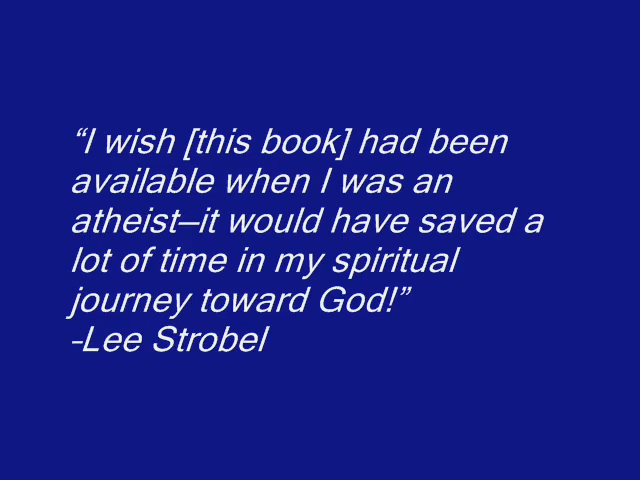 “I wish [this book] had been
available when I was an
atheist—it would have saved a
lot of time in my spiritual
journey toward God!”
-Lee Strobel